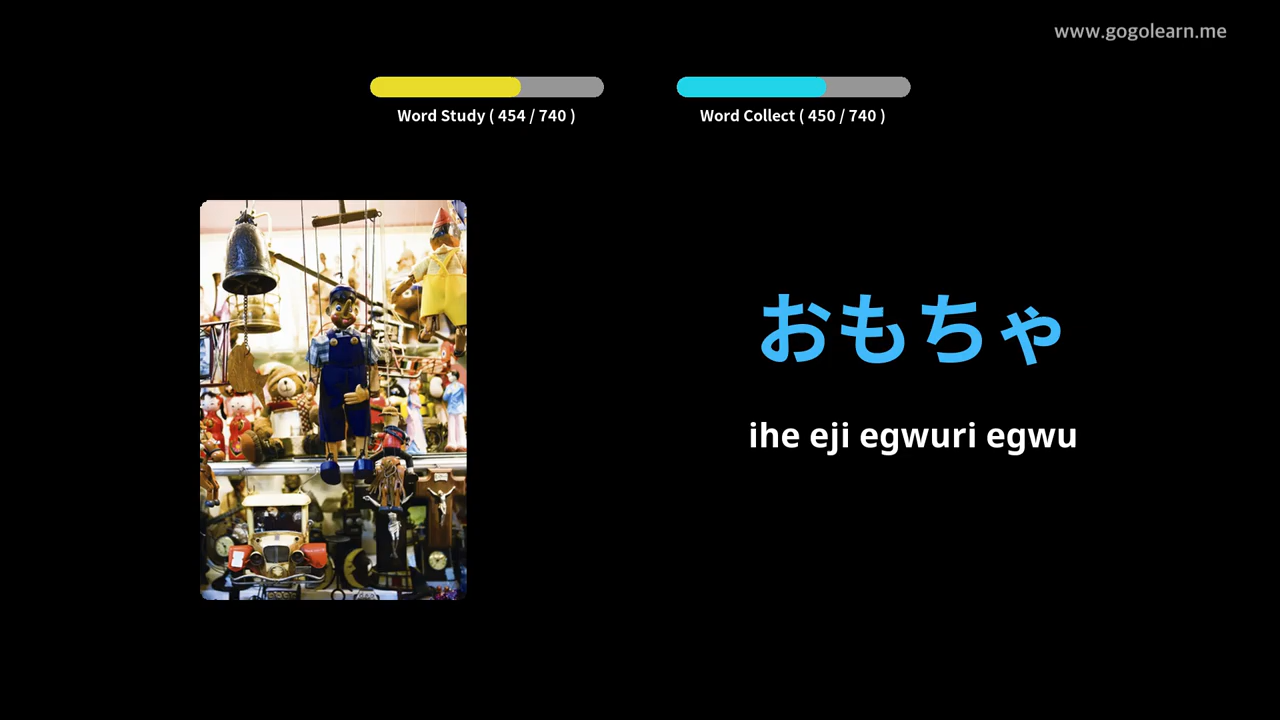 www.gogolearn.me
Word Study ( 454 / 740 )
Word Collect ( 450 / 740 )
おもちゃ
ihe eji egwuri egwu